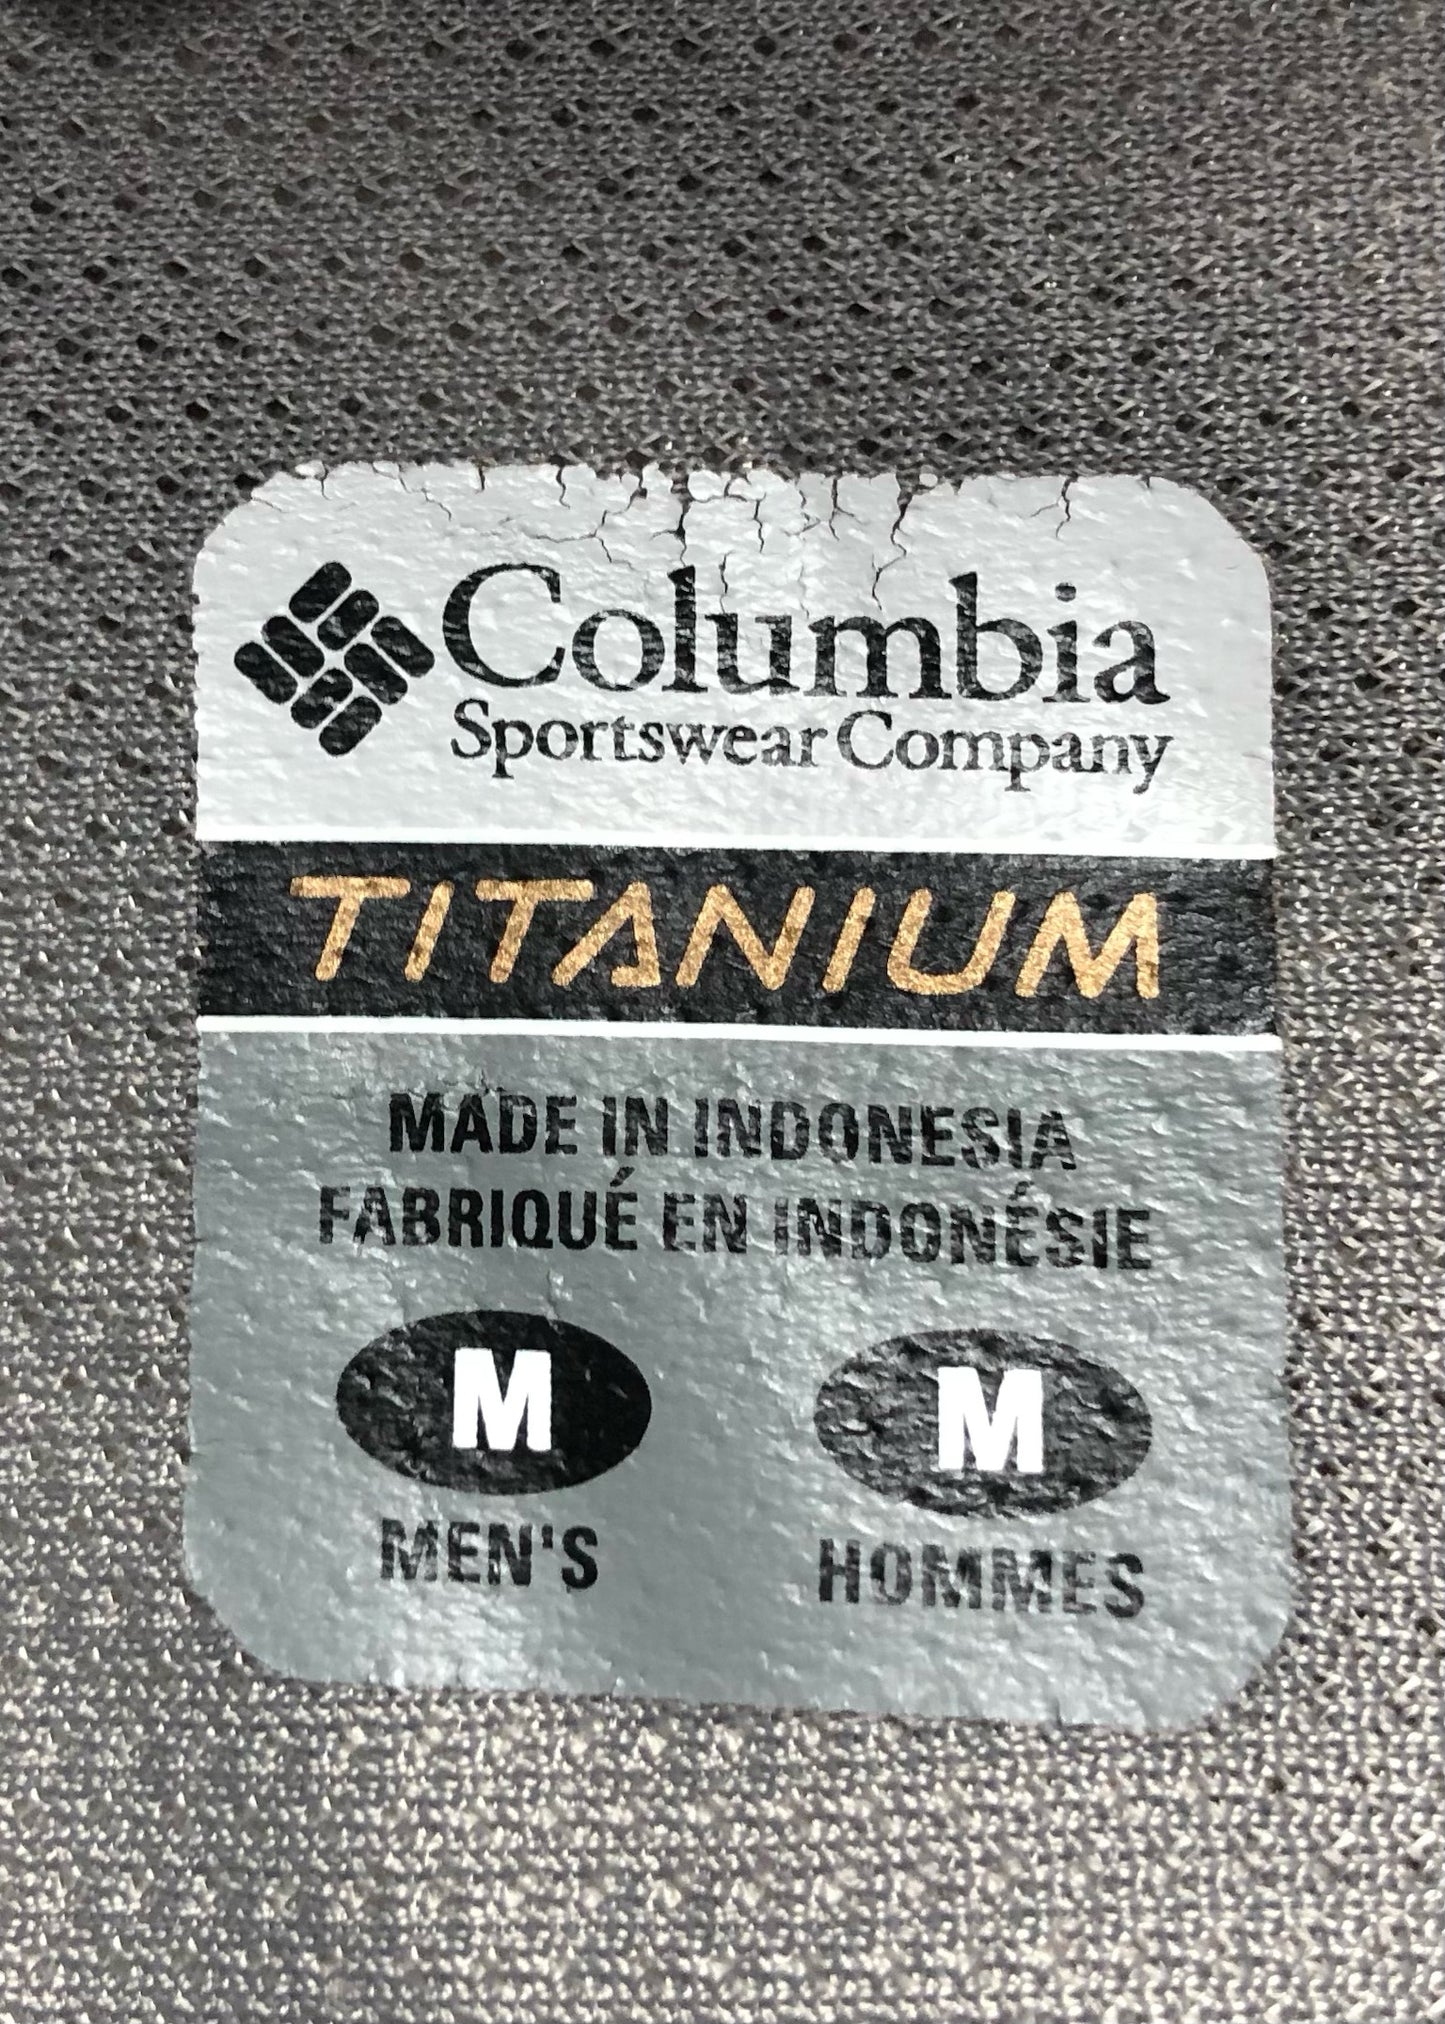 Columbia
Sportswear Company
TITANIUM
MADE IN INDONESIA
FABRIQUÉ EN INDONÉSIE
M M
MEN'S HOMMES